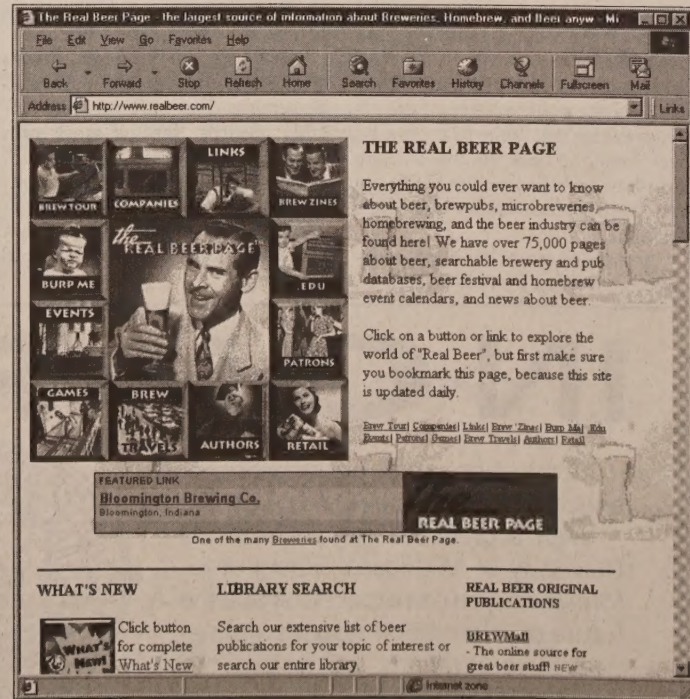 The Real Beer Page - the largest source of information about Breweries, Homebrew, and Beer anyw - Mi
File Edit View Go Favorites Help
Back Forward Stop Refresh Home Search Favorites History Channels Fullscreen Mail
Address http://www.realbeer.com/ Links
BREW TOUR
COMPANIES
LINKS
BREW ZINES
BURP ME
the REAL BEER PAGE
.EDU
EVENTS
PATRONS
GAMES
BREW TRAVELS
AUTHORS
RETAIL
THE REAL BEER PAGE
Everything you could ever want to know
about beer, brewpubs, microbreweries,
homebrewing, and the beer industry can be
found here! We have over 75,000 pages
about beer, searchable brewery and pub
databases, beer festival and homebrew
event calendars, and news about beer.
Click on a button or link to explore the
world of "Real Beer", but first make sure
you bookmark this page, because this site
is updated daily.
Brew Tour| Companies| Links| Brew 'Zines| Burp Me| .Edu
Events| Patrons| Games| Brew Travels| Authors| Retail
FEATURED LINK
Bloomington Brewing Co.
Bloomington, Indiana
REAL BEER PAGE
One of the many Breweries found at The Real Beer Page.
WHAT'S NEW
WHAT'S NEW!
Click button
for complete
What's New
LIBRARY SEARCH
Search our extensive list of beer
publications for your topic of interest or
search our entire library
REAL BEER ORIGINAL
PUBLICATIONS
BREWMall
- The online source for
great beer stuff! NEW
Internet zone